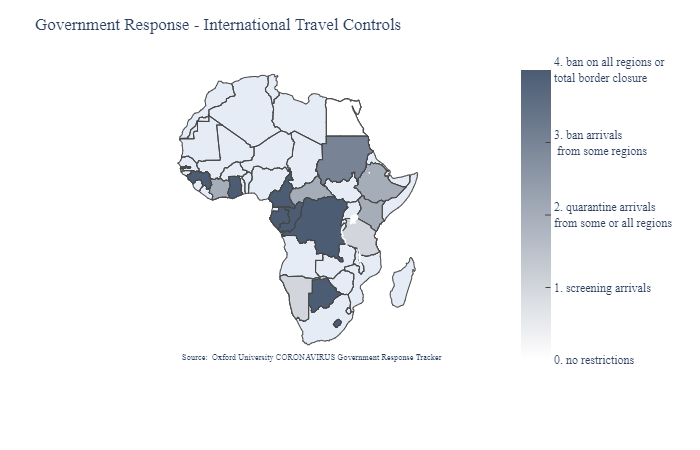 Government Response - International Travel Controls
4. ban on all regions or
total border closure
3. ban arrivals
from some regions
2. quarantine arrivals
from some or all regions
1. screening arrivals
0. no restrictions
Source: Oxford University CORONAVIRUS Government Response Tracker